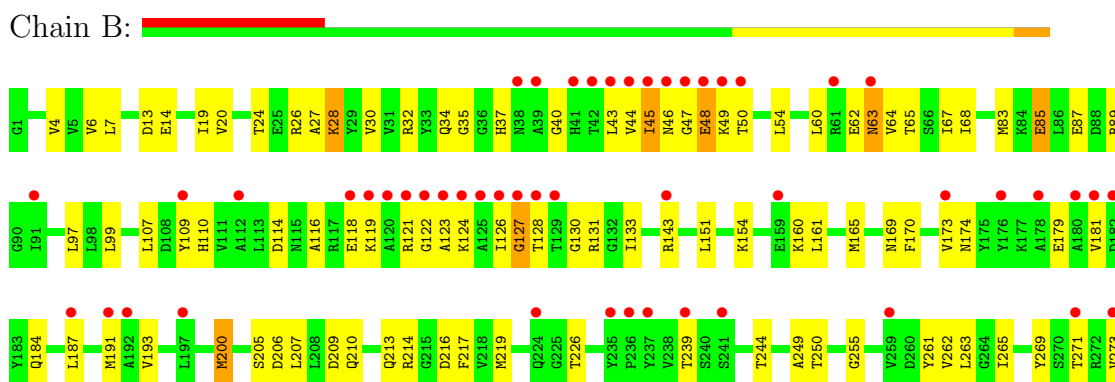 Chain B:
G1 V4 V5 V6 L7 D13 E14 I19 V20 T24 E25 R26 A27 K28 Y29 V30 V31 R32 Y33 Q34 G35 G36 H37 N38 A39 G40 H41 T42 L43 V44 I45 N46 G47 E48 K49 T50 L54 L60 R61 E62 N63 V64 T65 S66 I67 I68 M83 K84 E85 L86 E87 D88 R89
G90 I91 L97 L98 L99 L107 D108 Y109 H110 V111 A112 L113 D114 N115 A116 R117 E118 K119 A120 R121 G122 A123 K124 A125 I126 G127 T128 T129 G130 R131 G132 I133 R143 L151 K154 E159 K160 L161 M165 N169 F170 V173 N174 Y175 Y176 K177 A178 E179 A180 V181 D182
Y183 Q184 L187 M191 A192 V193 L197 M200 S205 D206 L207 L208 D209 Q210 Q213 R214 G215 D216 F217 V218 M219 Q224 G225 T226 Y235 P236 Y237 V238 T239 S240 S241 T244 A249 T250 G255 V259 D260 Y261 V262 L263 G264 I265 Y269 S270 T271 R272